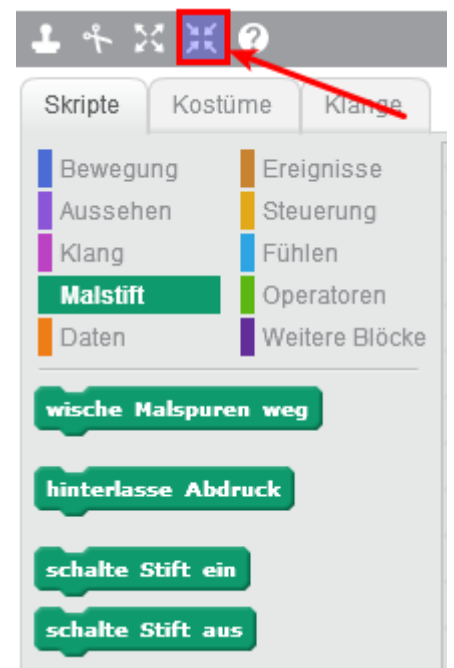 Skripte Kostüme Klänge
Bewegung Ereignisse
Aussehen Steuerung
Klang Fühlen
Malstift Operatoren
Daten Weitere Blöcke
wische Malspuren weg
hinterlasse Abdruck
schalte Stift ein
schalte Stift aus